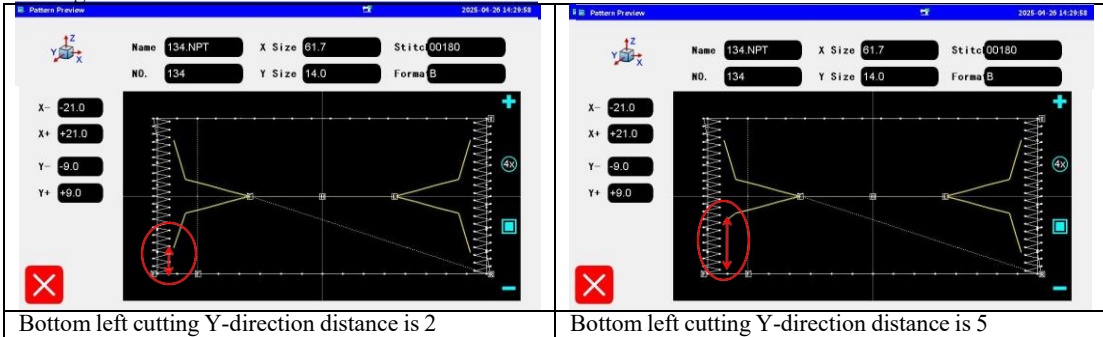 Pattern Preview 2025-04-26 14:29:58
Z
Y
X
Name 134.NPT X Size 61.7 Stitc 00180
NO. 134 Y Size 14.0 Forma B
X- -21.0
X+ +21.0
Y- -9.0
Y+ +9.0
4x
Bottom left cutting Y-direction distance is 2
Pattern Preview 2025-04-26 14:29:58
Z
Y
X
Name 134.NPT X Size 61.7 Stitc 00180
NO. 134 Y Size 14.0 Forma B
X- -21.0
X+ +21.0
Y- -9.0
Y+ +9.0
4x
Bottom left cutting Y-direction distance is 5